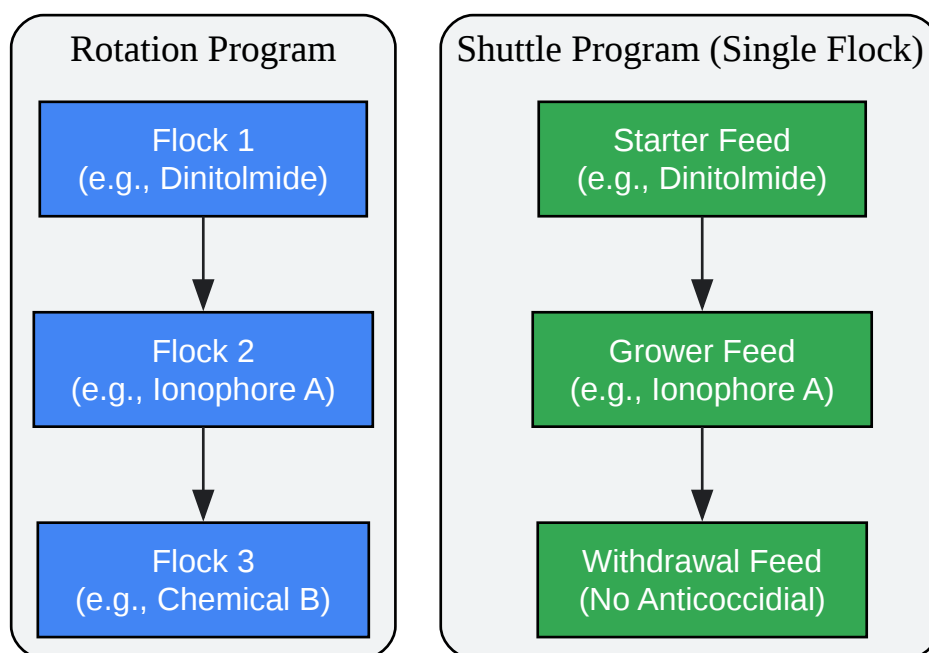 Rotation Program
Flock 1
(e.g., Dinitolmide)
Flock 2
(e.g., Ionophore A)
Flock 3
(e.g., Chemical B)
Shuttle Program (Single Flock)
Starter Feed
(e.g., Dinitolmide)
Grower Feed
(e.g., Ionophore A)
Withdrawal Feed
(No Anticoccidial)